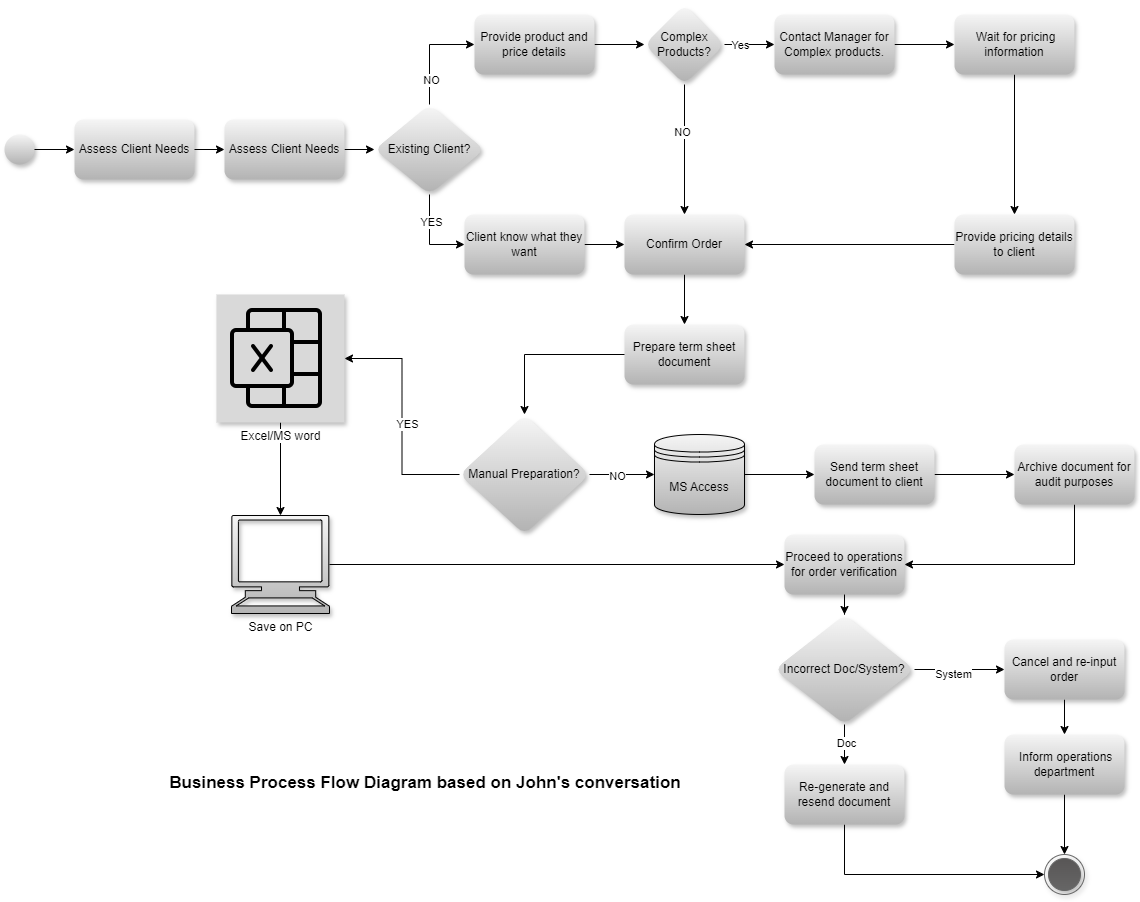 Provide product and
price details
Complex
Products?
Yes
Contact Manager for
Complex products.
Wait for pricing
information
NO
NO
Assess Client Needs
Assess Client Needs
Existing Client?
YES
Client know what they
want
Confirm Order
Provide pricing details
to client
X
Excel/MS word
Prepare term sheet
document
YES
Manual Preparation?
NO
MS Access
Send term sheet
document to client
Archive document for
audit purposes
Save on PC
Proceed to operations
for order verification
Incorrect Doc/System?
System
Cancel and re-input
order
Doc
Inform operations
department
Re-generate and
resend document
Business Process Flow Diagram based on John's conversation